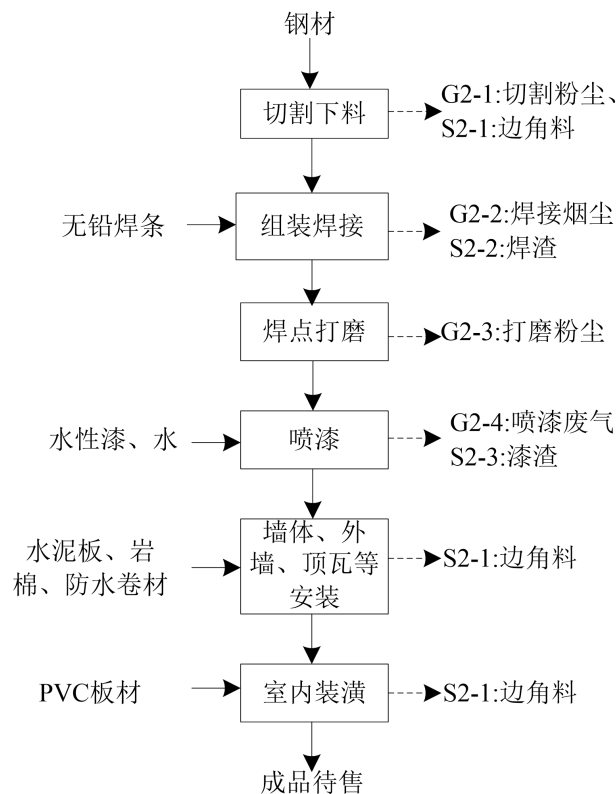 钢材
切割下料
G2-1:切割粉尘、
S2-1:边角料
无铅焊条
组装焊接
G2-2:焊接烟尘
S2-2:焊渣
焊点打磨
G2-3:打磨粉尘
水性漆、水
喷漆
G2-4:喷漆废气
S2-3:漆渣
水泥板、岩
棉、防水卷材
墙体、外
墙、顶瓦等
安装
S2-1:边角料
PVC板材
室内装潢
S2-1:边角料
成品待售